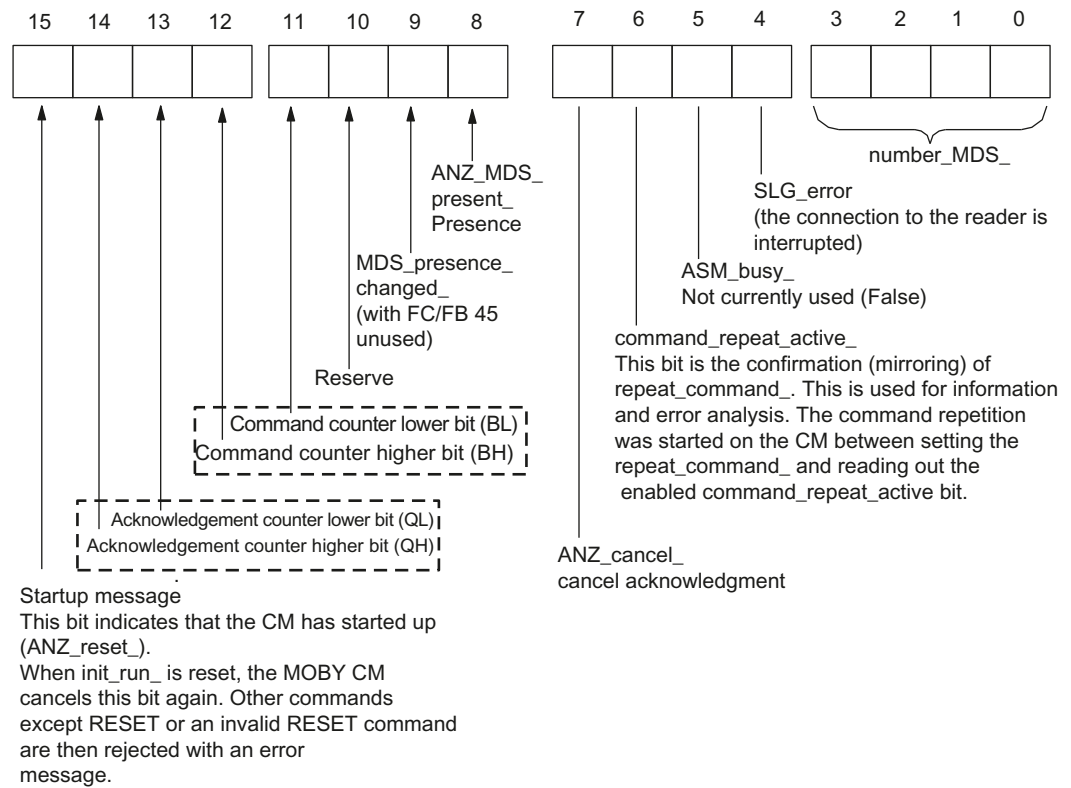 15 14 13 12 11 10 9 8 7 6 5 4 3 2 1 0
number_MDS_
ANZ_MDS_
present_
Presence
SLG_error
(the connection to the reader is
interrupted)
MDS_presence_
changed_
(with FC/FB 45
unused)
ASM_busy_
Not currently used (False)
Reserve
command_repeat_active_
This bit is the confirmation (mirroring) of
repeat_command_. This is used for information
and error analysis. The command repetition
was started on the CM between setting the
repeat_command_ and reading out the
enabled command_repeat_active bit.
Command counter lower bit (BL)
Command counter higher bit (BH)
Acknowledgement counter lower bit (QL)
Acknowledgement counter higher bit (QH)
ANZ_cancel_
cancel acknowledgment
Startup message
This bit indicates that the CM has started up
(ANZ_reset_).
When init_run_ is reset, the MOBY CM
cancels this bit again. Other commands
except RESET or an invalid RESET command
are then rejected with an error
message.